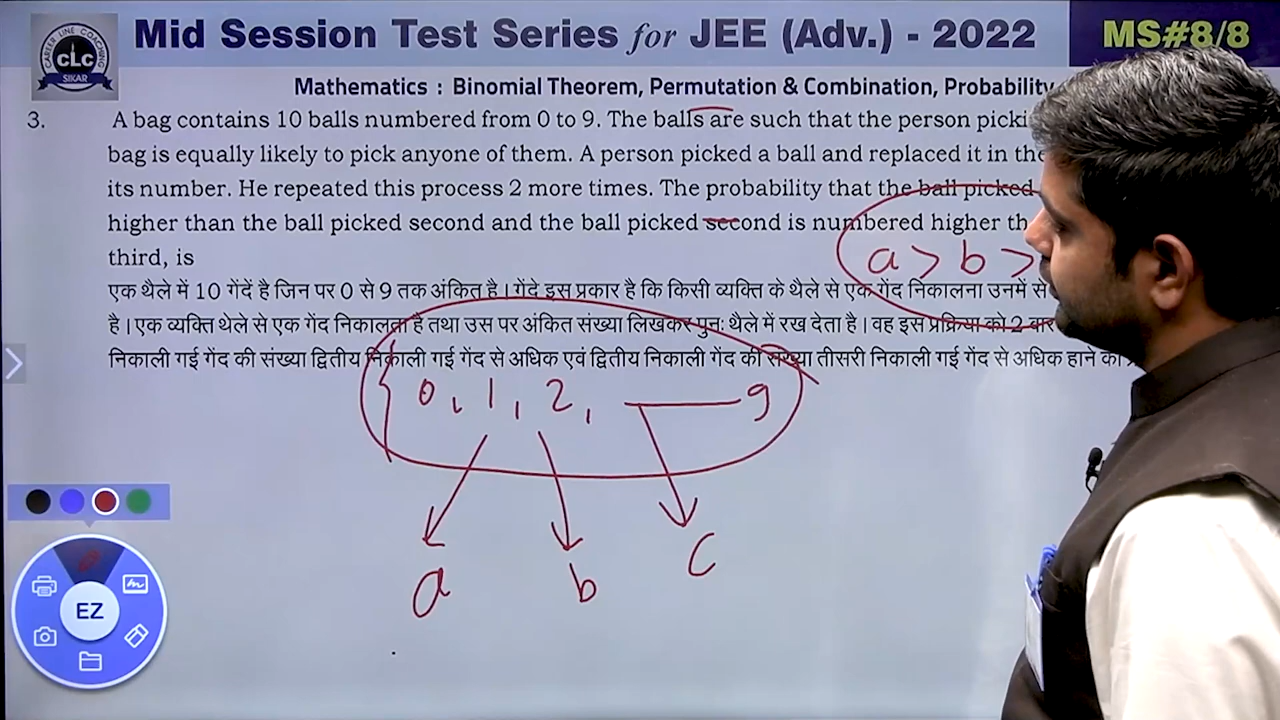 CAREER LINE COACHING
CLC
SIKAR
Mid Session Test Series for JEE (Adv.) - 2022
MS#8/8
Mathematics : Binomial Theorem, Permutation & Combination, Probability
3. A bag contains 10 balls numbered from 0 to 9. The balls are such that the person picki
bag is equally likely to pick anyone of them. A person picked a ball and replaced it in the
its number. He repeated this process 2 more times. The probability that the ball picked
higher than the ball picked second and the ball picked second is numbered higher th
third, is
a > b >
एक थैले में 10 गेंदें है जिन पर 0 से 9 तक अंकित है। गेंदे इस प्रकार है कि किसी व्यक्ति के थैले से एक गेंद निकालना उनमें से
है। एक व्यक्ति थैले से एक गेंद निकालता है तथा उस पर अंकित संख्या लिखकर पुनः थैले में रख देता है। वह इस प्रक्रिया को 2 बार
निकाली गई गेंद की संख्या द्वितीय निकाली गई गेंद से अधिक एवं द्वितीय निकाली गेंद की संख्या तीसरी निकाली गई गेंद से अधिक हाने की
{ 0, 1, 2, — 9
a b c
EZ